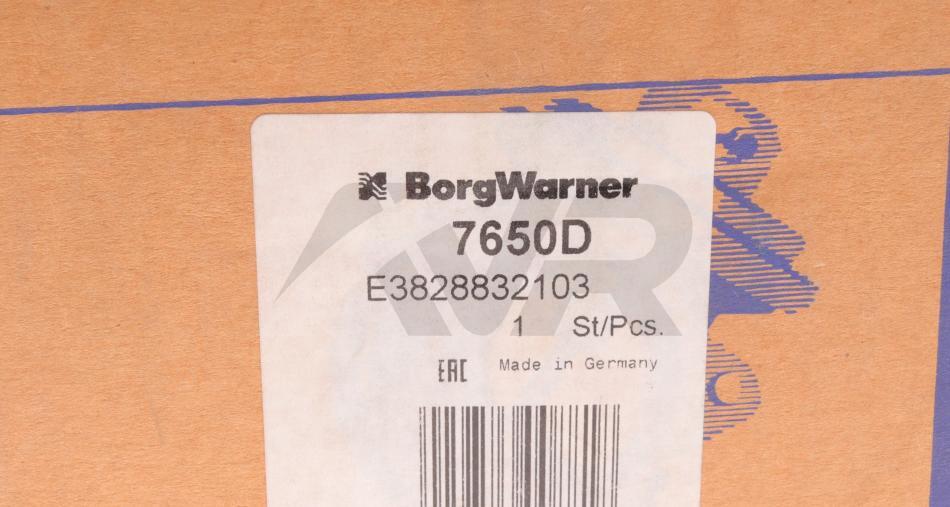 BorgWarner
7650D
E3828832103
1 St/Pcs.
EAC Made in Germany